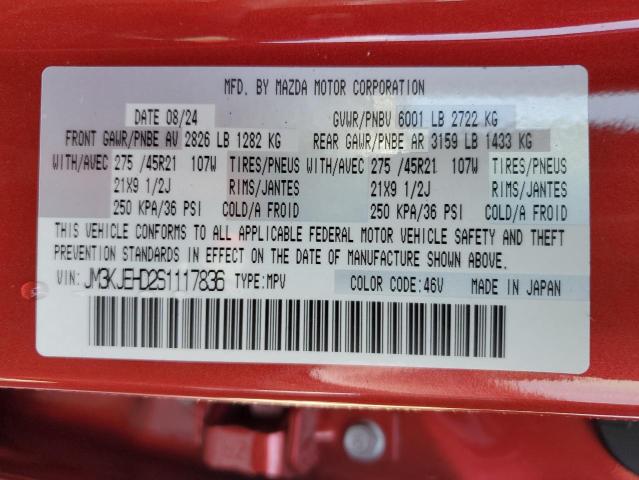 MFD. BY MAZDA MOTOR CORPORATION
DATE 08/24 GVWR/PNBV 6001 LB 2722 KG
FRONT GAWR/PNBE AV 2826 LB 1282 KG REAR GAWR/PNBE AR 3159 LB 1433 KG
WITH/AVEC 275 /45R21 107W TIRES/PNEUS WITH/AVEC 275 /45R21 107W TIRES/PNEUS
21X9 1/2J RIMS/JANTES 21X9 1/2J RIMS/JANTES
250 KPA/36 PSI COLD/A FROID 250 KPA/36 PSI COLD/A FROID
THIS VEHICLE CONFORMS TO ALL APPLICABLE FEDERAL MOTOR VEHICLE SAFETY AND THEFT
PREVENTION STANDARDS IN EFFECT ON THE DATE OF MANUFACTURE SHOWN ABOVE.
VIN: JM3KJEHD2S1117836 TYPE:MPV COLOR CODE:46V MADE IN JAPAN